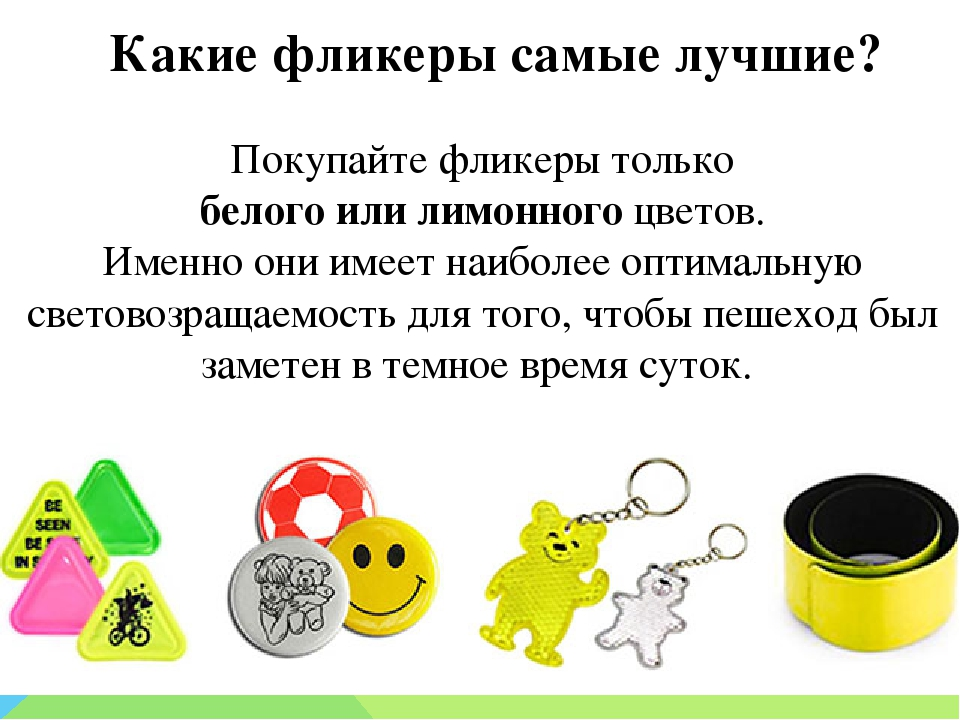 Какие фликеры самые лучшие?
Покупайте фликеры только
белого или лимонного цветов.
Именно они имеет наиболее оптимальную
световозращаемость для того, чтобы пешеход был
заметен в темное время суток.
BE
SEEN
BE
IN